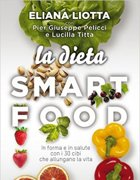 ELIANA LIOTTA
Pier Giuseppe Pelicci
e Lucilla Titta
la dieta
SMART
FOOD
In forma e in salute
con i 30 cibi
che allungano la vita